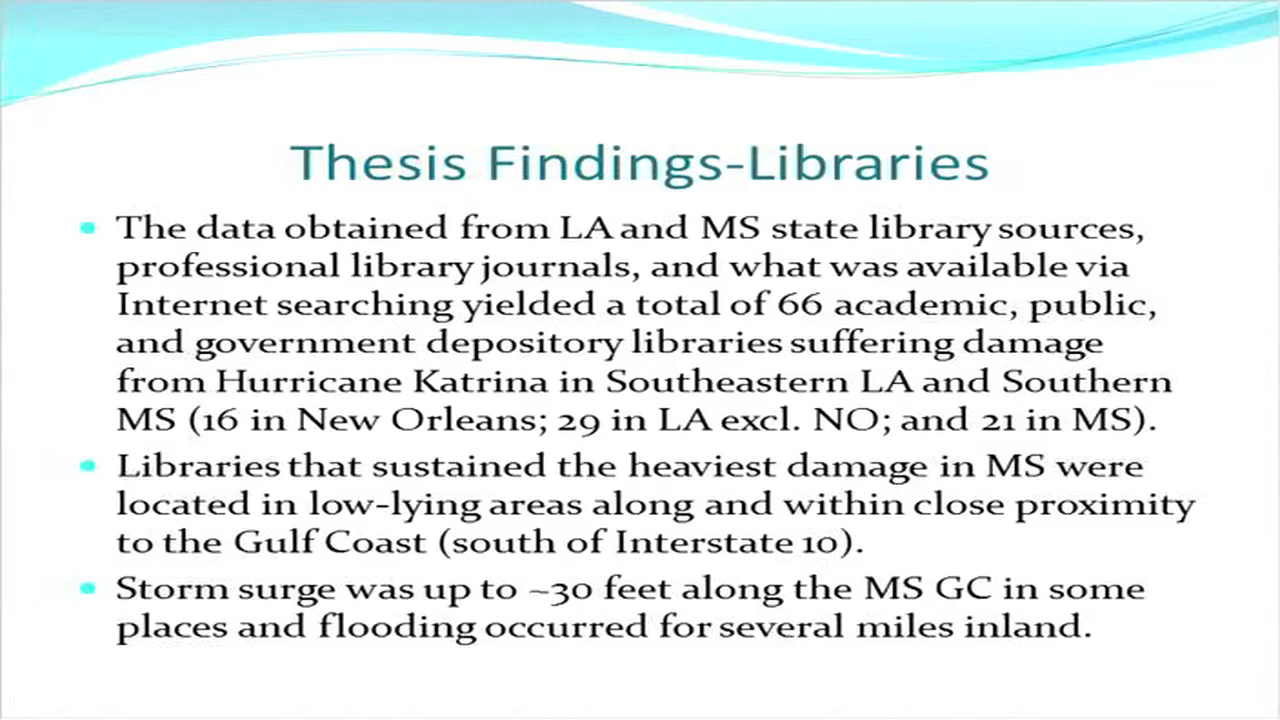 Thesis Findings-Libraries
• The data obtained from LA and MS state library sources,
professional library journals, and what was available via
Internet searching yielded a total of 66 academic, public,
and government depository libraries suffering damage
from Hurricane Katrina in Southeastern LA and Southern
MS (16 in New Orleans; 29 in LA excl. NO; and 21 in MS).
• Libraries that sustained the heaviest damage in MS were
located in low-lying areas along and within close proximity
to the Gulf Coast (south of Interstate 10).
• Storm surge was up to ~30 feet along the MS GC in some
places and flooding occurred for several miles inland.